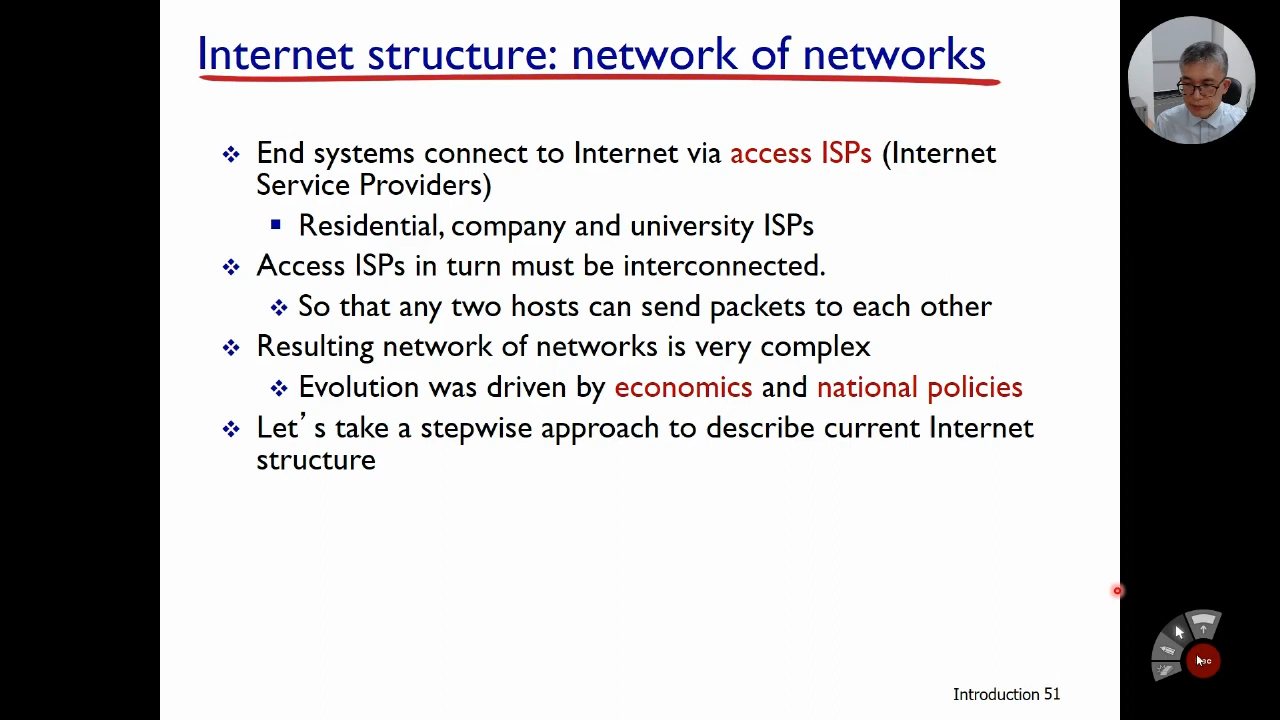 Internet structure: network of networks
End systems connect to Internet via access ISPs (Internet
Service Providers)
Residential, company and university ISPs
Access ISPs in turn must be interconnected.
So that any two hosts can send packets to each other
Resulting network of networks is very complex
Evolution was driven by economics and national policies
Let's take a stepwise approach to describe current Internet
structure
Introduction 51